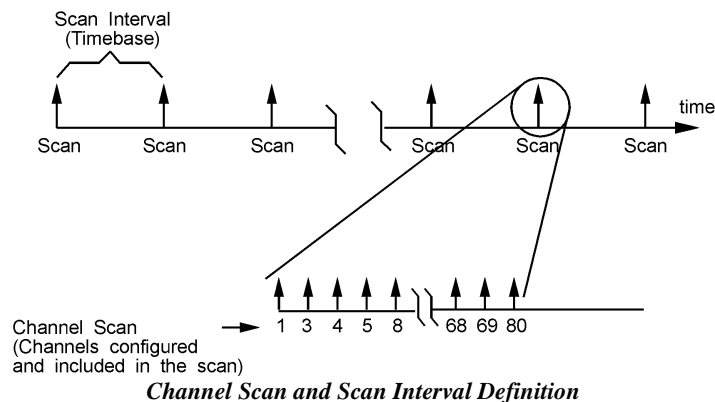 Scan Interval
(Timebase)
time
Scan Scan Scan Scan Scan Scan
1 3 4 5 8 68 69 80
Channel Scan
(Channels configured
and included in the scan)
Channel Scan and Scan Interval Definition